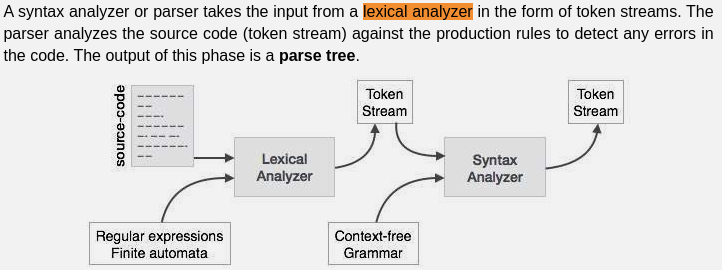 A syntax analyzer or parser takes the input from a lexical analyzer in the form of token streams. The
parser analyzes the source code (token stream) against the production rules to detect any errors in
the code. The output of this phase is a parse tree.
source-code
Token
Stream
Token
Stream
Lexical
Analyzer
Syntax
Analyzer
Regular expressions
Finite automata
Context-free
Grammar